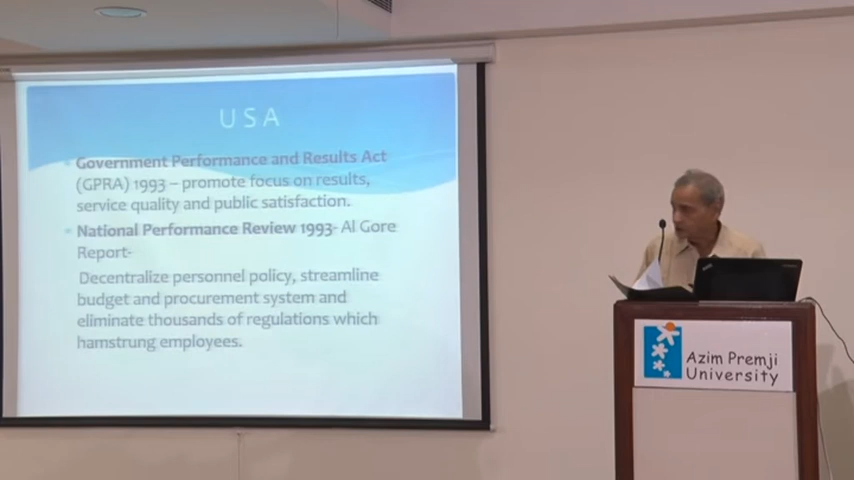 USA
Government Performance and Results Act
(GPRA) 1993 – promote focus on results,
service quality and public satisfaction.
National Performance Review 1993- Al Gore
Report-
Decentralize personnel policy, streamline
budget and procurement system and
eliminate thousands of regulations which
hamstrung employees.
Azim Premji
University